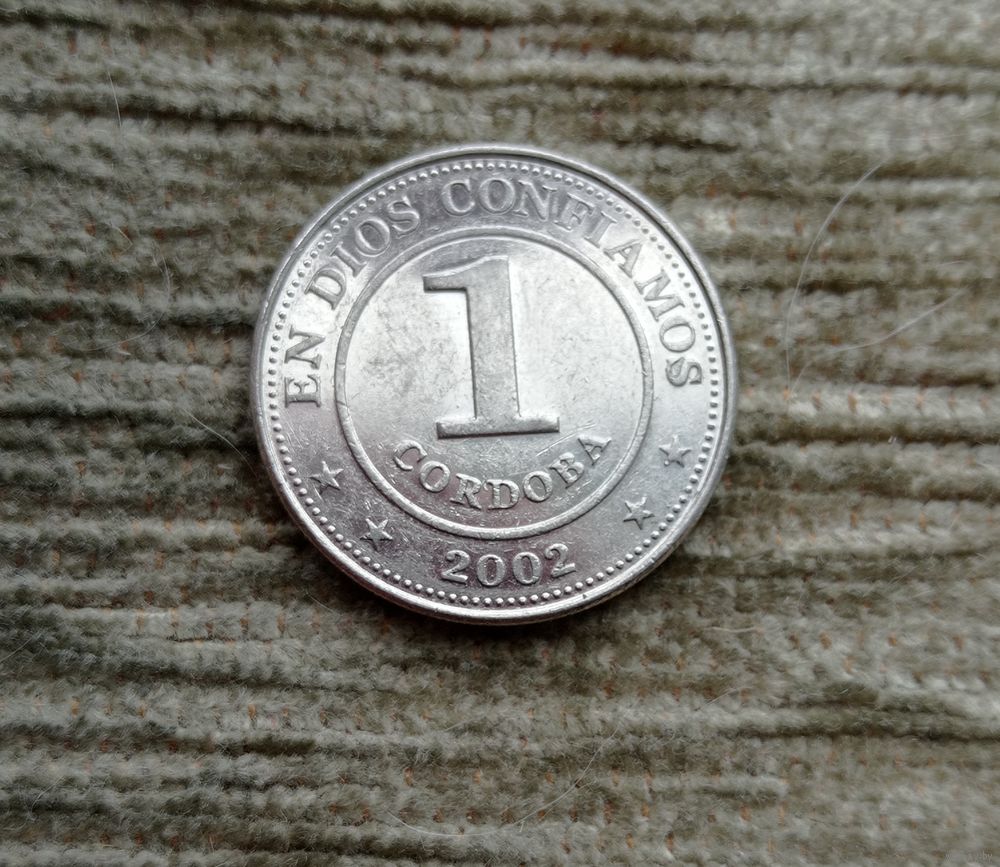 EN DIOS CONFIAMOS
1
CORDOBA
2002